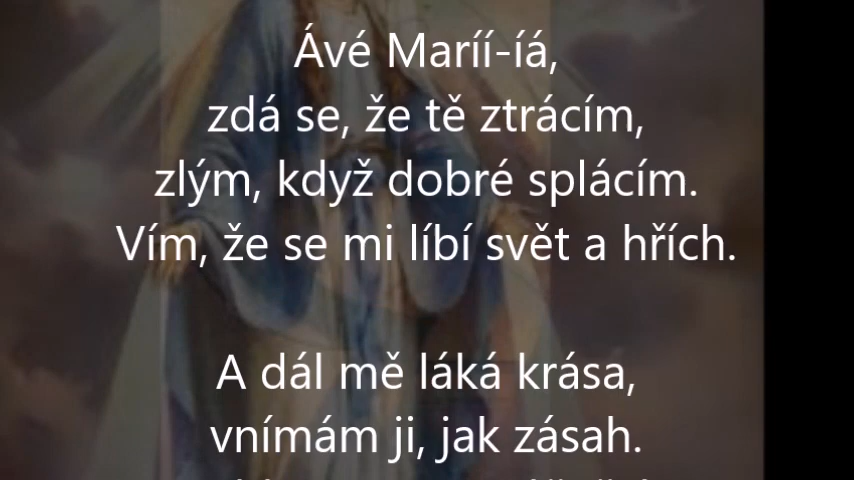 Ávé Maríí-íá,
zdá se, že tě ztrácím,
zlým, když dobré splácím.
Vím, že se mi líbí svět a hřích.
A dál mě láká krása,
vnímám ji, jak zásah.